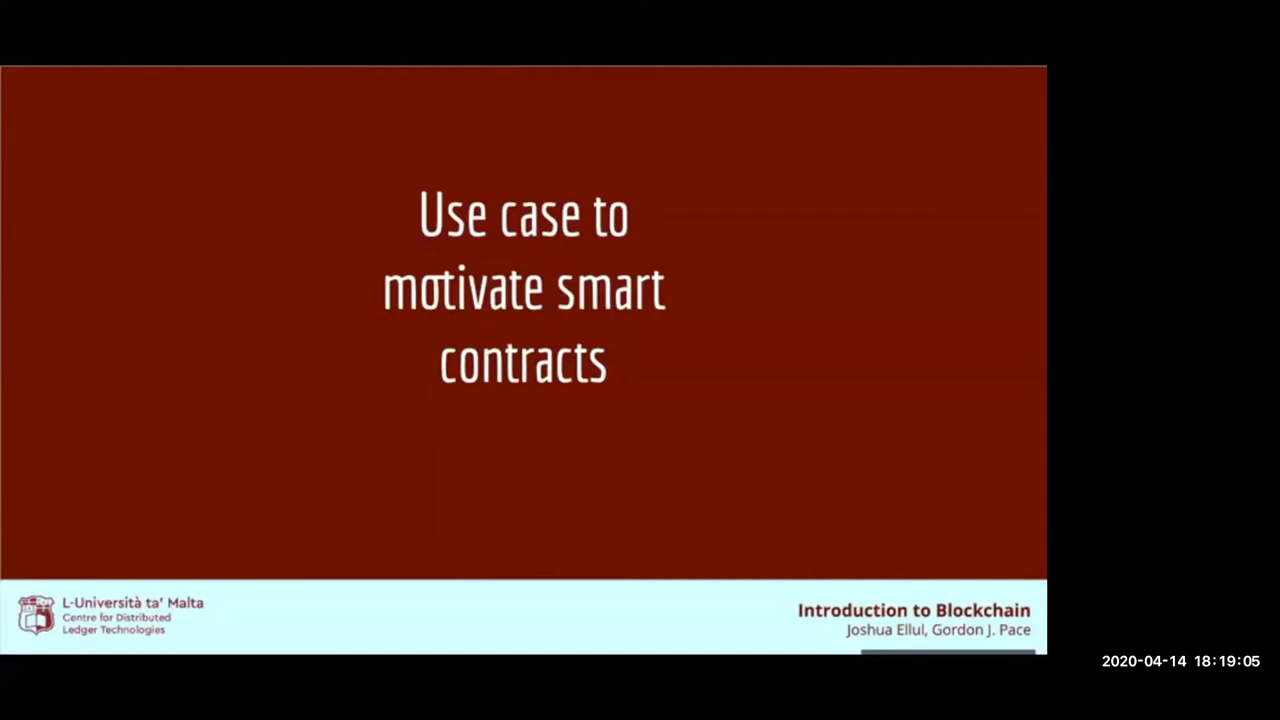 Use case to
motivate smart
contracts
L-Università ta' Malta
Centre for Distributed
Ledger Technologies
Introduction to Blockchain
Joshua Ellul, Gordon J. Pace
2020-04-14 18:19:05